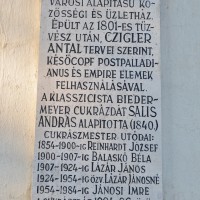 VÁROSI ALAPÍTÁSÚ KÖ-
ZÖSSÉGI ÉS ÜZLETHÁZ.
ÉPÜLT AZ 1801-ES TŰZ-
VÉSZ UTÁN, CZIGLER
ANTAL TERVEI SZERINT,
KÉSŐCOPF POSTPALLADI-
ANUS ÉS EMPIRE ELEMEK
FELHASZNÁLÁSÁVAL.
A KLASSZICISTA BIEDER-
MEYER CUKRÁZDÁT SALIS
ANDRÁS ALAPÍTOTTA (1840.)
CUKRÁSZMESTER UTÓDAI:
1854-1900-IG REINHARDT JÓZSEF
1900-1907-IG BALASKÓ BÉLA
1907-1924-IG LÁZÁR JÁNOS
1924-1954-IG ÖZV. LÁZÁR JÁNOSNÉ
1954-1984-IG JÁNOSI IMRE